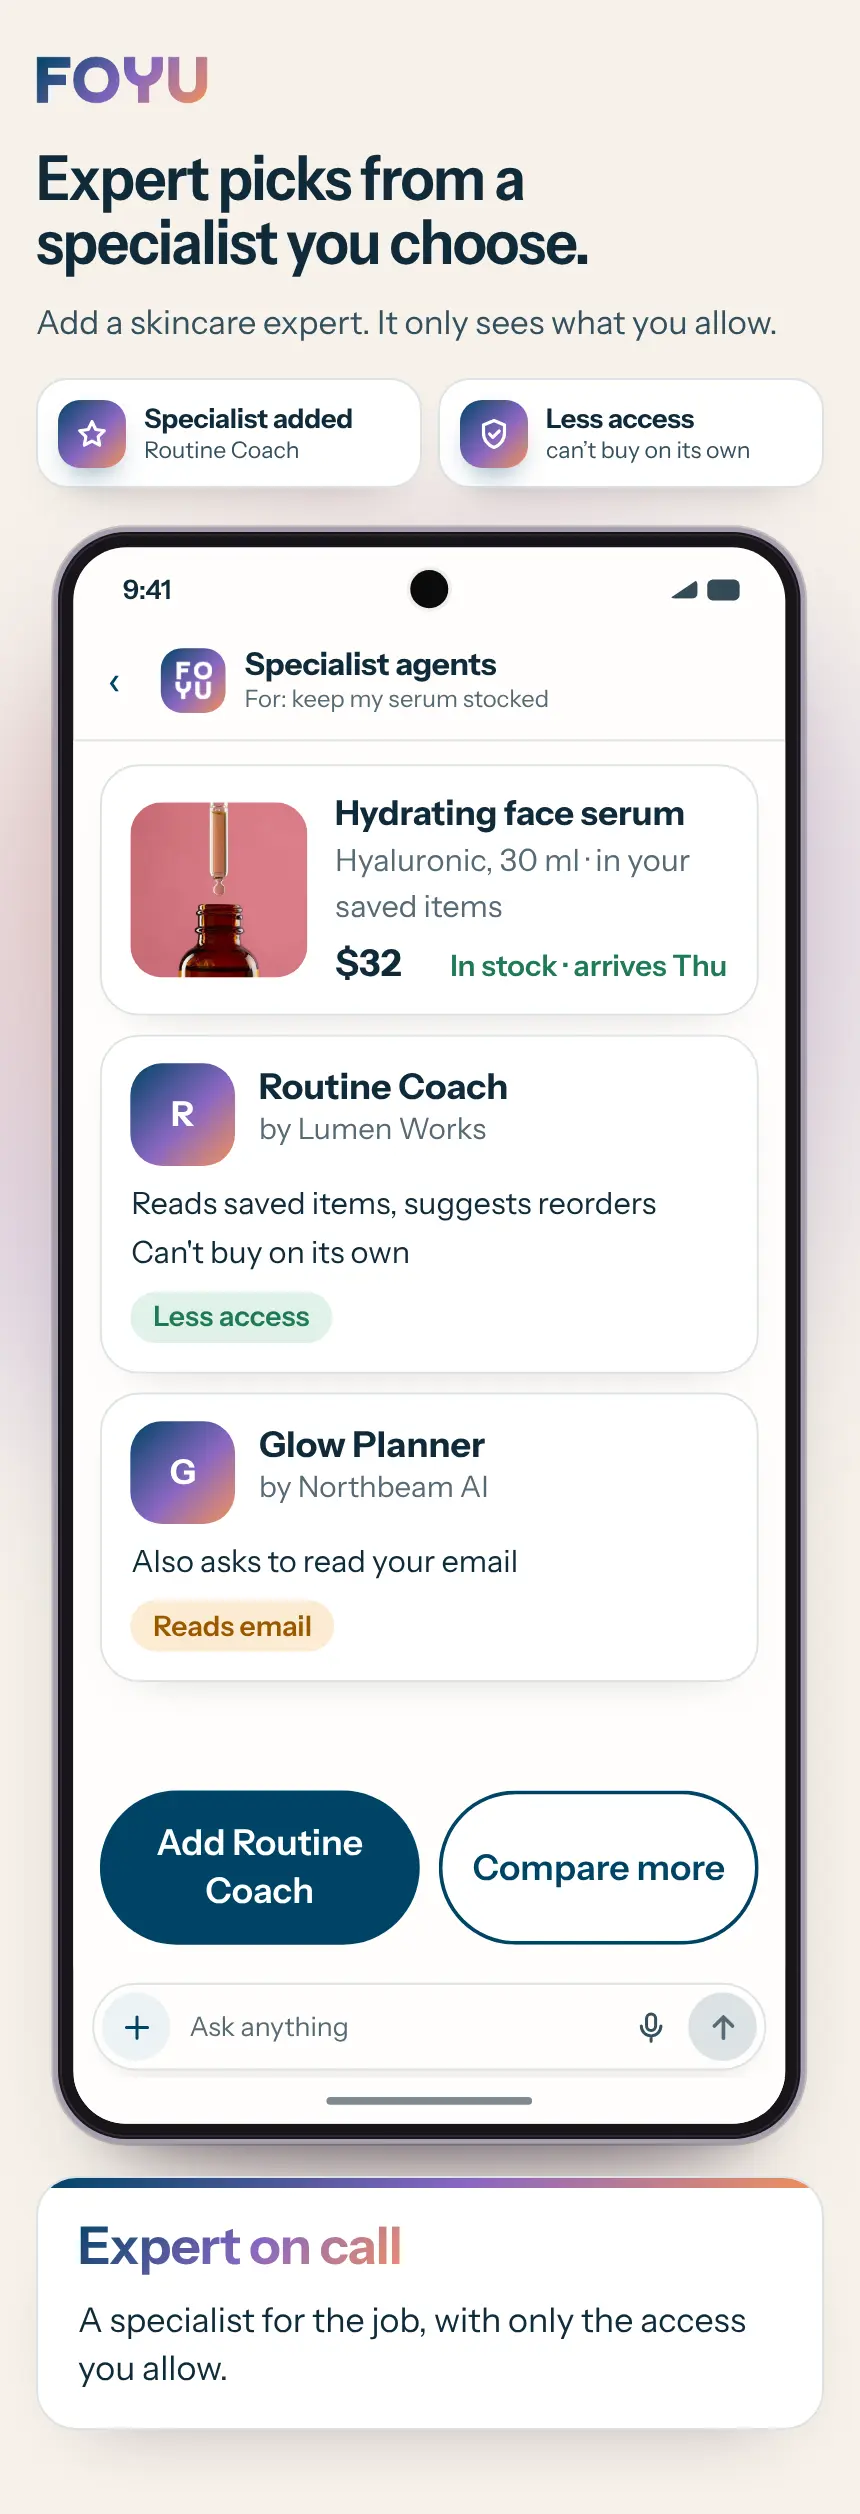 FOYU
Expert picks from a
specialist you choose.
Add a skincare expert. It only sees what you allow.
Specialist added
Routine Coach
Less access
can't buy on its own
9:41
FO
YU
Specialist agents
For: keep my serum stocked
Hydrating face serum
Hyaluronic, 30 ml · in your
saved items
$32
In stock · arrives Thu
R
Routine Coach
by Lumen Works
Reads saved items, suggests reorders
Can't buy on its own
Less access
G
Glow Planner
by Northbeam AI
Also asks to read your email
Reads email
Add Routine
Coach
Compare more
Ask anything
Expert on call
A specialist for the job, with only the access
you allow.